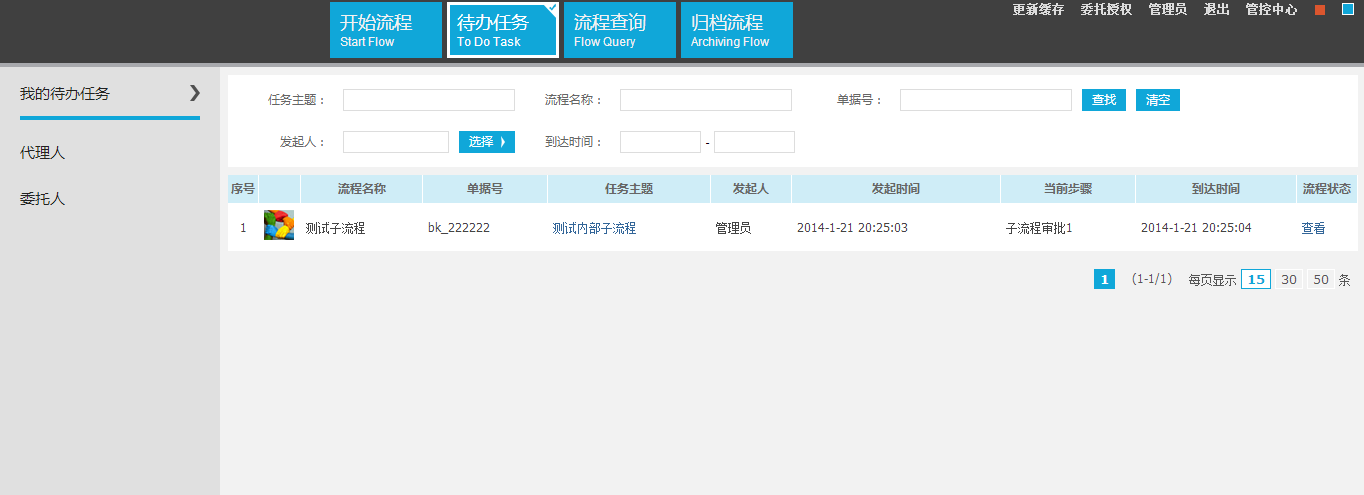 开始流程 待办任务 流程查询 归档流程
Start Flow To Do Task Flow Query Archiving Flow
更新缓存 委托授权 管理员 退出 管控中心
我的待办任务
代理人
委托人
任务主题： 流程名称： 单据号： 查找 清空
发起人： 选择 到达时间： -
序号 流程名称 单据号 任务主题 发起人 发起时间 当前步骤 到达时间 流程状态
1 测试子流程 bk_222222 测试内部子流程 管理员 2014-1-21 20:25:03 子流程审批1 2014-1-21 20:25:04 查看
1 (1-1/1) 每页显示 15 30 50 条